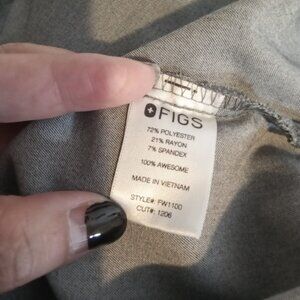 FIGS
72% POLYESTER
21% RAYON
7% SPANDEX
100% AWESOME
MADE IN VIETNAM
STYLE#: FW1100
CUT#: 1206